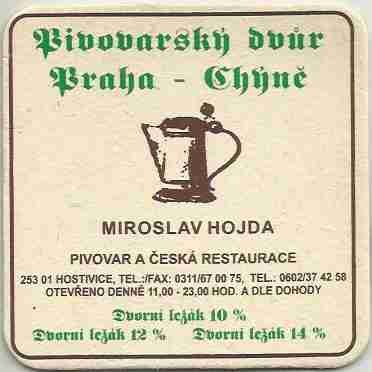 Pivovarský dvůr
Praha - Chýně
MIROSLAV HOJDA
PIVOVAR A ČESKÁ RESTAURACE
253 01 HOSTIVICE, TEL.:/FAX: 0311/67 00 75, TEL.: 0602/37 42 58
OTEVŘENO DENNĚ 11,00 - 23,00 HOD. A DLE DOHODY
Dvorní ležák 10 %
Dvorní ležák 12 % Dvorní ležák 14 %